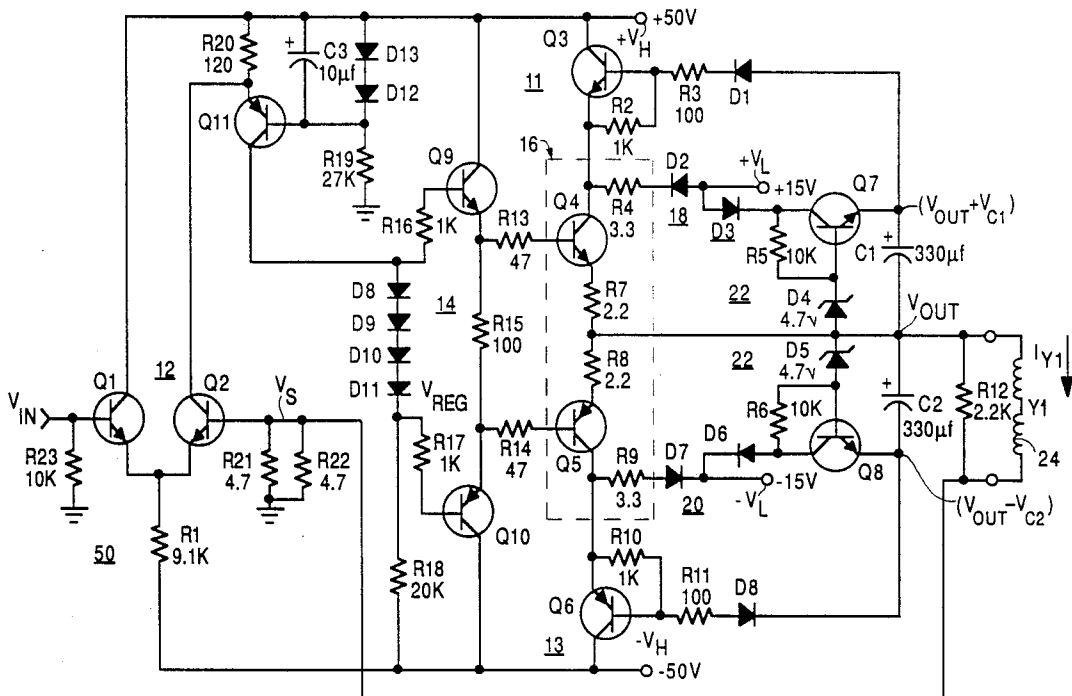 +50V
+V_H
R20
120
C3
+
10μf
D13
D12
Q11
R19
27K
Q3
11
R2
1K
R3
100
D1
16
Q9
R16
1K
R13
47
Q4
R4
3.3
D2
18
+V_L
+15V
D3
Q7
R5
10K
(V_OUT+V_C1)
+
C1
330μf
D8
D9
D10
D11
14
R15
100
R7
2.2
22
D4
4.7v
V_OUT
D5
4.7v
R8
2.2
22
V_IN
Q1
12
Q2
V_S
R23
10K
R21
4.7
R22
4.7
V_REG
R17
1K
R14
47
Q5
R6
10K
D6
+
C2
330μf
R12
2.2K
I_Y1
Y1
24
R9
3.3
D7
-15V
-V_L
20
Q8
(V_OUT-V_C2)
50
R1
9.1K
R18
20K
Q10
R10
1K
R11
100
D8
Q6
13
-V_H
-50V